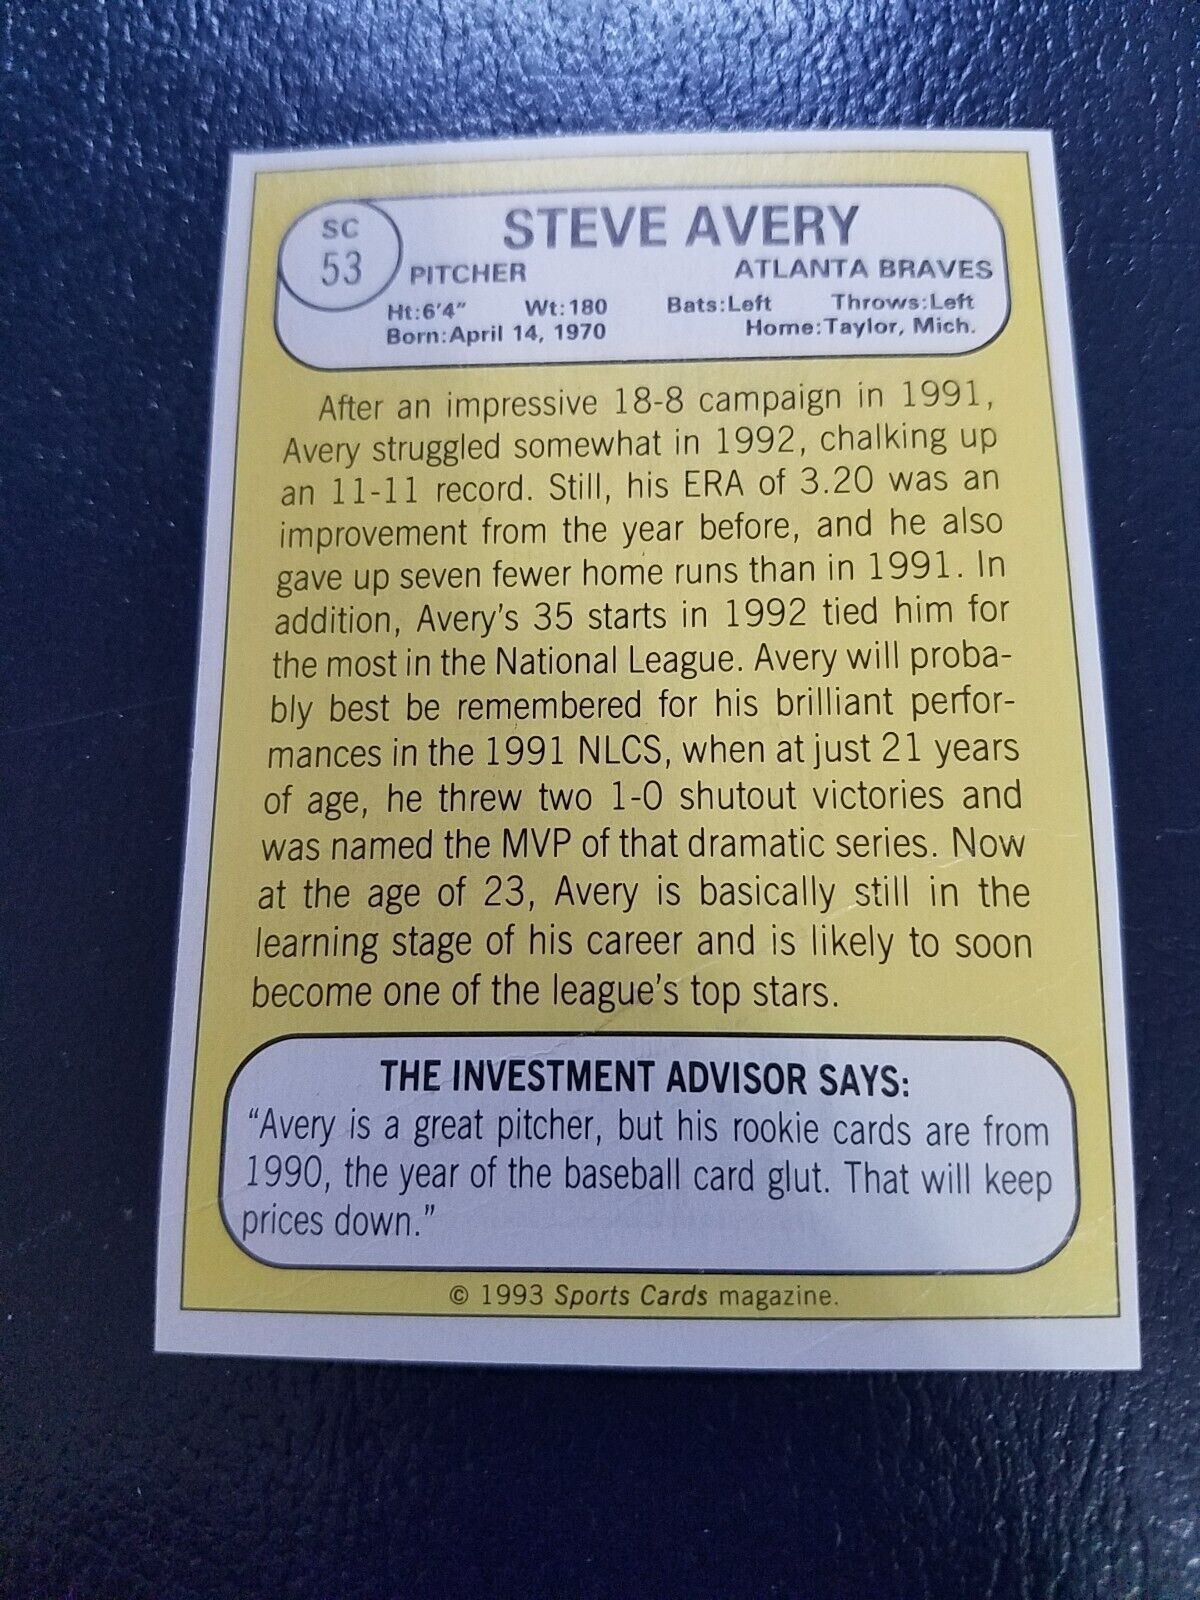 SC
53
STEVE AVERY
PITCHER
ATLANTA BRAVES
Ht:6'4" Wt:180 Bats:Left Throws:Left
Born:April 14, 1970 Home:Taylor, Mich.
After an impressive 18-8 campaign in 1991,
Avery struggled somewhat in 1992, chalking up
an 11-11 record. Still, his ERA of 3.20 was an
improvement from the year before, and he also
gave up seven fewer home runs than in 1991. In
addition, Avery's 35 starts in 1992 tied him for
the most in the National League. Avery will proba-
bly best be remembered for his brilliant perfor-
mances in the 1991 NLCS, when at just 21 years
of age, he threw two 1-0 shutout victories and
was named the MVP of that dramatic series. Now
at the age of 23, Avery is basically still in the
learning stage of his career and is likely to soon
become one of the league's top stars.
THE INVESTMENT ADVISOR SAYS:
"Avery is a great pitcher, but his rookie cards are from
1990, the year of the baseball card glut. That will keep
prices down."
© 1993 Sports Cards magazine.